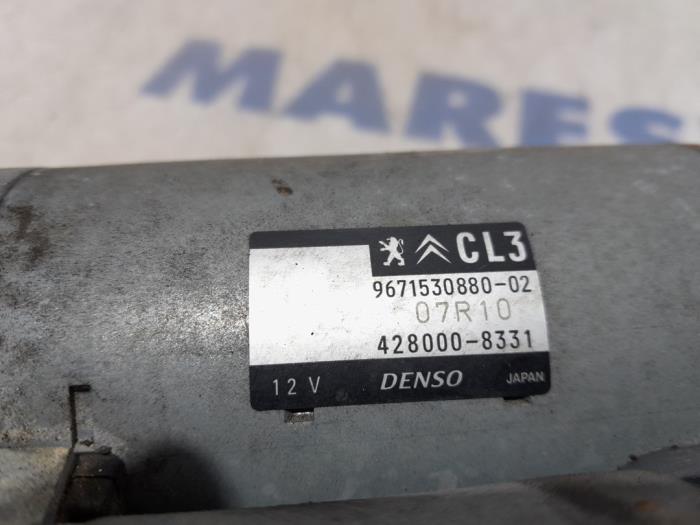 MARES
CL3
9671530880-02
07R10
428000-8331
12 V DENSO JAPAN